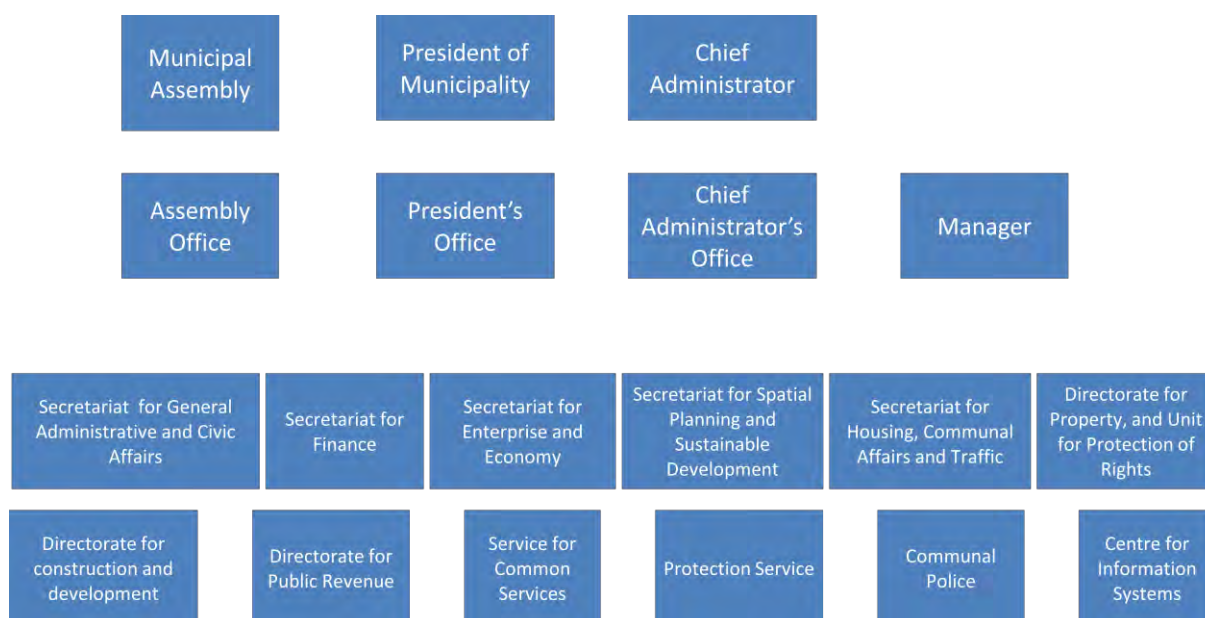 Municipal
Assembly
President of
Municipality
Chief
Administrator
Assembly
Office
President’s
Office
Chief
Administrator’s
Office
Manager
Secretariat for General
Administrative and Civic
Affairs
Secretariat for
Finance
Secretariat for
Enterprise and
Economy
Secretariat for Spatial
Planning and
Sustainable
Development
Secretariat for
Housing, Communal
Affairs and Traffic
Directorate for
Property, and Unit
for Protection of
Rights
Directorate for
construction and
development
Directorate for
Public Revenue
Service for
Common
Services
Protection Service
Communal
Police
Centre for
Information
Systems